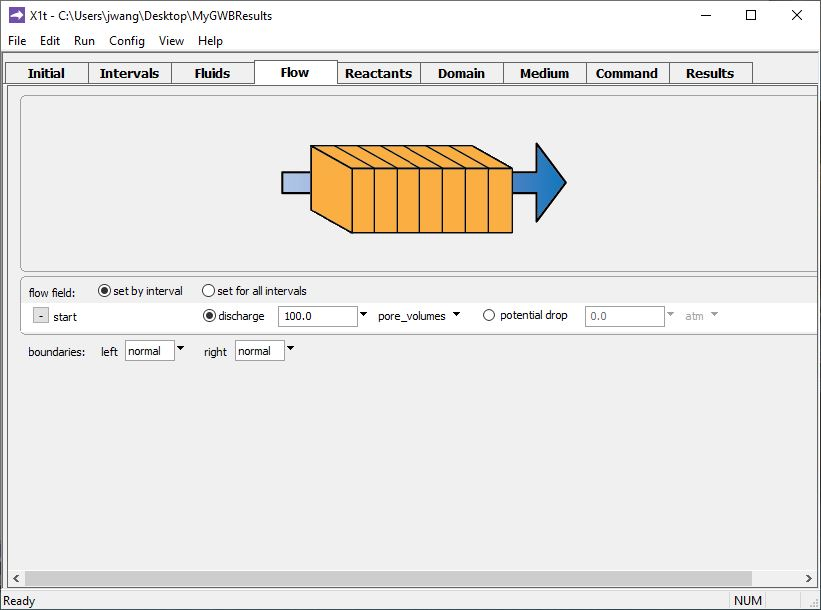 X1t - C:\Users\jwang\Desktop\MyGWBResults
File Edit Run Config View Help
Initial Intervals Fluids Flow Reactants Domain Medium Command Results
flow field: set by interval set for all intervals
- start discharge 100.0 pore_volumes potential drop 0.0 atm
boundaries: left normal right normal
Ready NUM